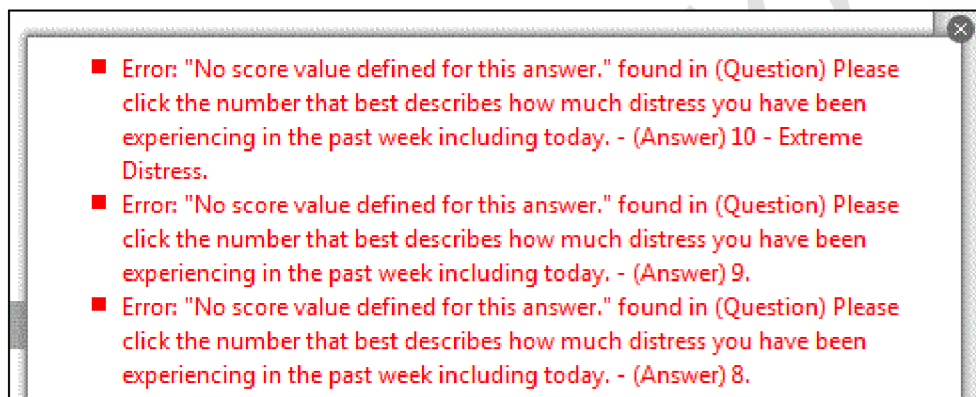 Error: "No score value defined for this answer." found in (Question) Please
click the number that best describes how much distress you have been
experiencing in the past week including today. - (Answer) 10 - Extreme
Distress.
Error: "No score value defined for this answer." found in (Question) Please
click the number that best describes how much distress you have been
experiencing in the past week including today. - (Answer) 9.
Error: "No score value defined for this answer." found in (Question) Please
click the number that best describes how much distress you have been
experiencing in the past week including today. - (Answer) 8.